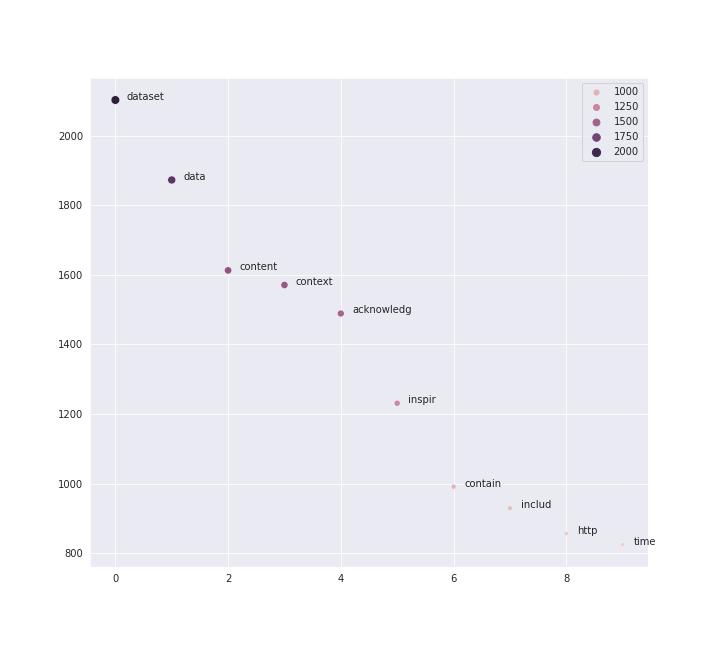 1000
1250
1500
1750
2000
dataset
data
content
context
acknowledg
inspir
contain
includ
http
time
2000
1800
1600
1400
1200
1000
800
0 2 4 6 8